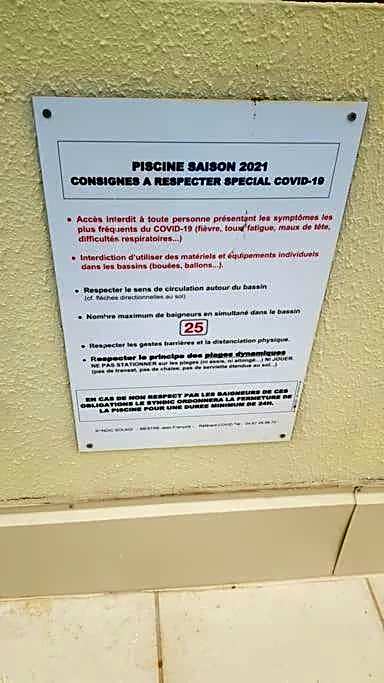 PISCINE SAISON 2021
CONSIGNES A RESPECTER SPECIAL COVID-19
• Accès interdit à toute personne présentant les symptômes les
plus fréquents du COVID-19 (fièvre, toux, fatigue, maux de tête,
difficultés respiratoires...)
• Interdiction d'utiliser des matériels et équipements individuels
dans les bassins (bouées, ballons...).
• Respecter le sens de circulation autour du bassin
(cf. flèches directionnelles au sol)
• Nombre maximum de baigneurs en simultané dans le bassin
25
• Respecter les gestes barrières et la distanciation physique.
• Respecter le principe des plages dynamiques
NE PAS STATIONNER sur les plages (ni assis, ni allongé...) NI JOUER
(pas de transat, pas de chaise, pas de serviette étendue au sol...)
EN CAS DE NON RESPECT PAR LES BAIGNEURS DE CES
OBLIGATIONS LE SYNDIC ORDONNERA LA FERMETURE DE
LA PISCINE POUR UNE DUREE MINIMUM DE 24H.
SYNDIC - Jean François - Référent COVID Tél :